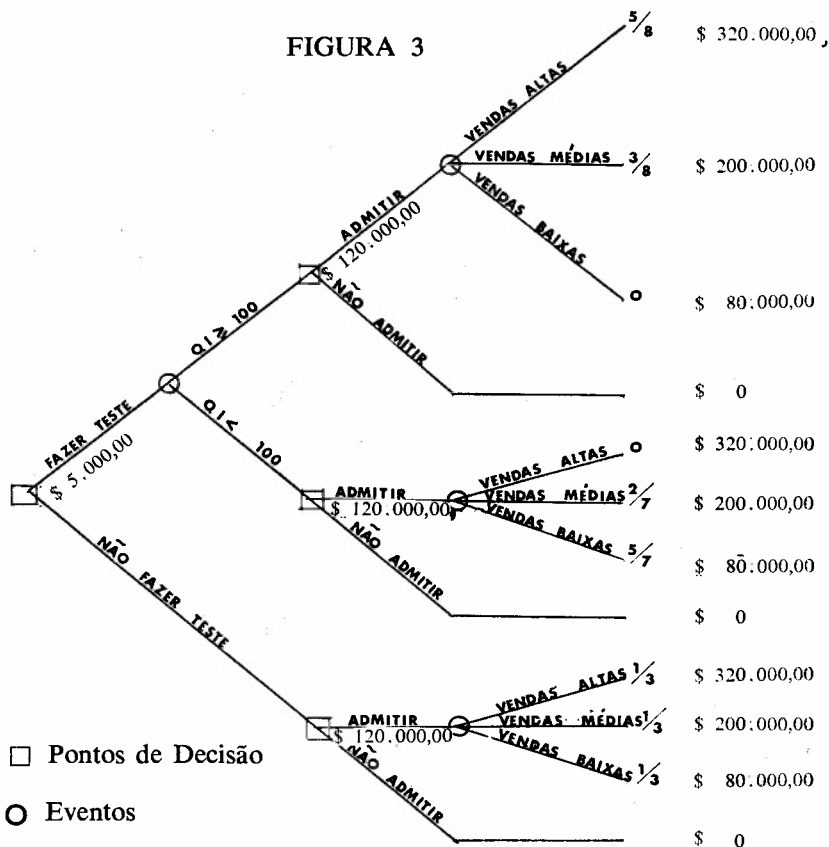 FIGURA 3
VENDAS ALTAS 5/8 $ 320.000,00
VENDAS MÉDIAS 3/8 $ 200.000,00
VENDAS BAIXAS 0 $ 80.000,00
ADMITIR
$ 120.000,00
NÃO ADMITIR
$ 0
QI ≥ 100
FAZER TESTE
$ 5.000,00
QI < 100
VENDAS ALTAS 0 $ 320.000,00
ADMITIR
$ 120.000,00
VENDAS MÉDIAS 2/7 $ 200.000,00
VENDAS BAIXAS 5/7 $ 80.000,00
NÃO ADMITIR
$ 0
NÃO FAZER TESTE
VENDAS ALTAS 1/3 $ 320.000,00
ADMITIR
$ 120.000,00
VENDAS MÉDIAS 1/3 $ 200.000,00
VENDAS BAIXAS 1/3 $ 80.000,00
NÃO ADMITIR
$ 0
Pontos de Decisão
Eventos